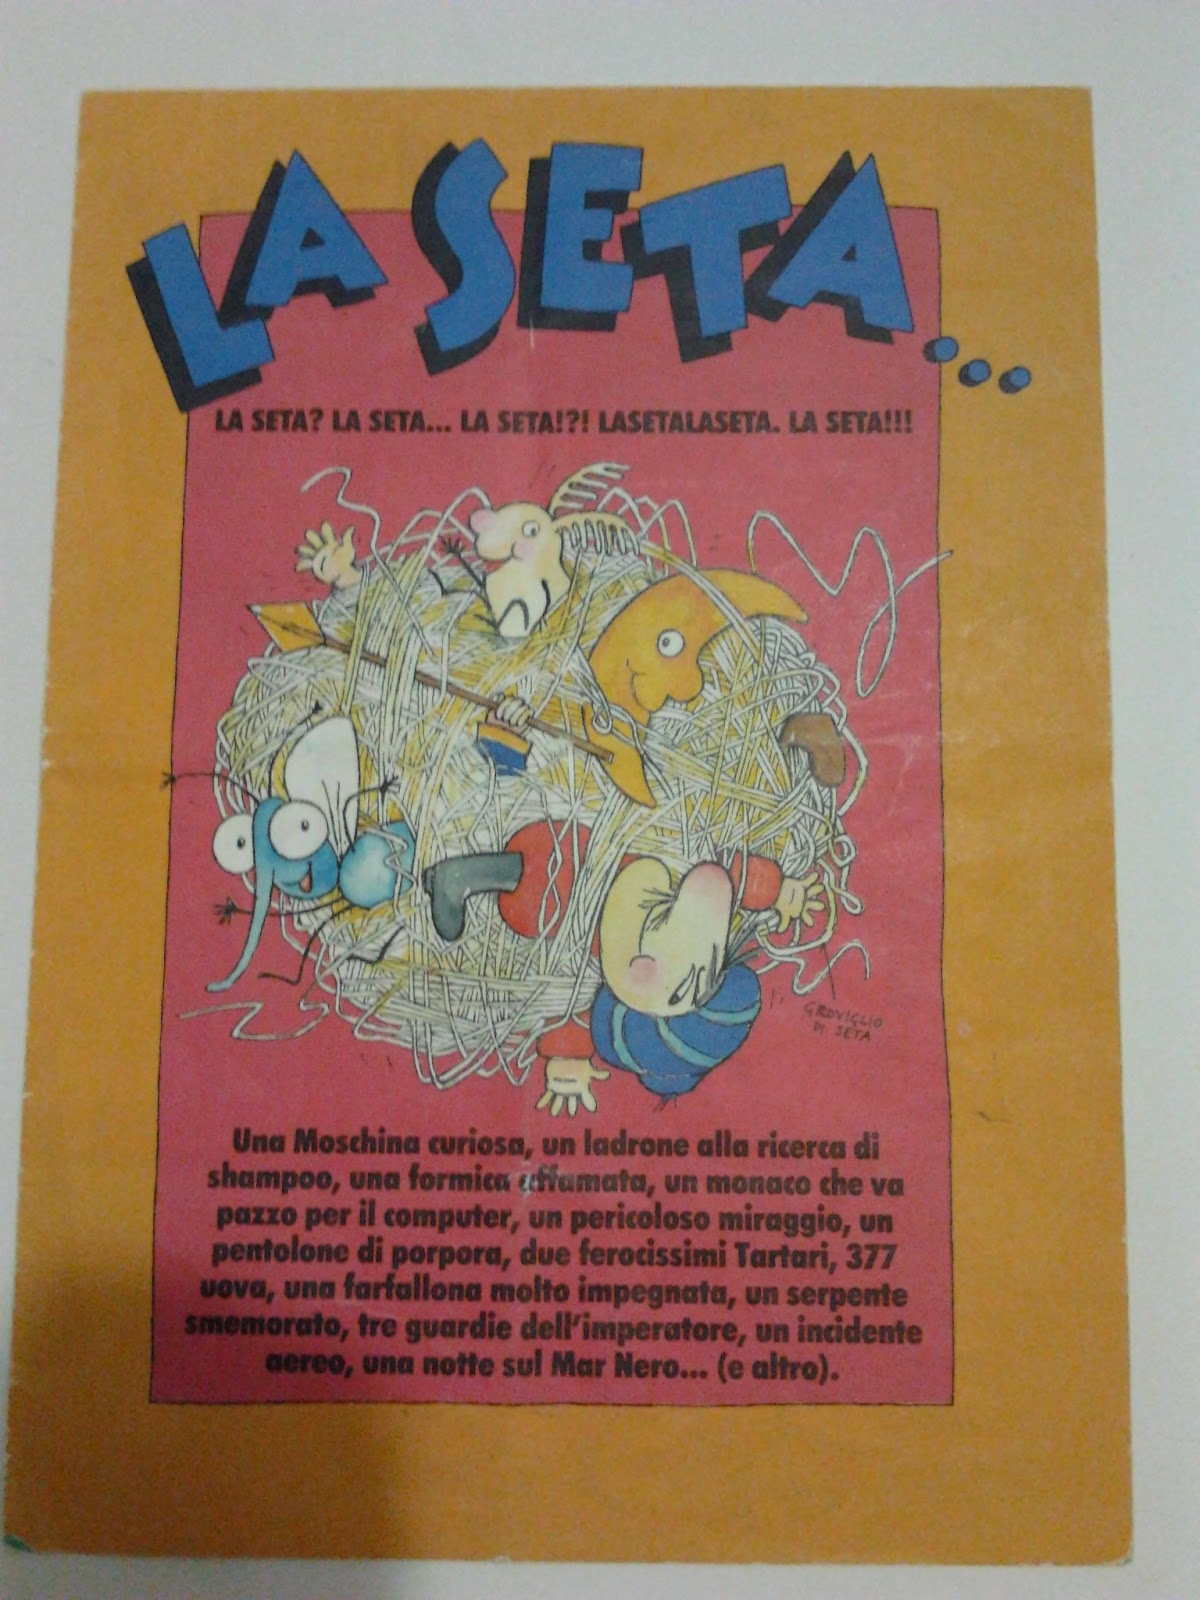 LA SETA...
LA SETA? LA SETA... LA SETA!?! LASETALASETA. LA SETA!!!
GROVIGLIO
DI SETA
Una Moschina curiosa, un ladrone alla ricerca di
shampoo, una formica affamata, un monaco che va
pazzo per il computer, un pericoloso miraggio, un
pentolone di porpora, due ferocissimi Tartari, 377
uova, una farfallona molto impegnata, un serpente
smemorato, tre guardie dell'imperatore, un incidente
aereo, una notte sul Mar Nero... (e altro).